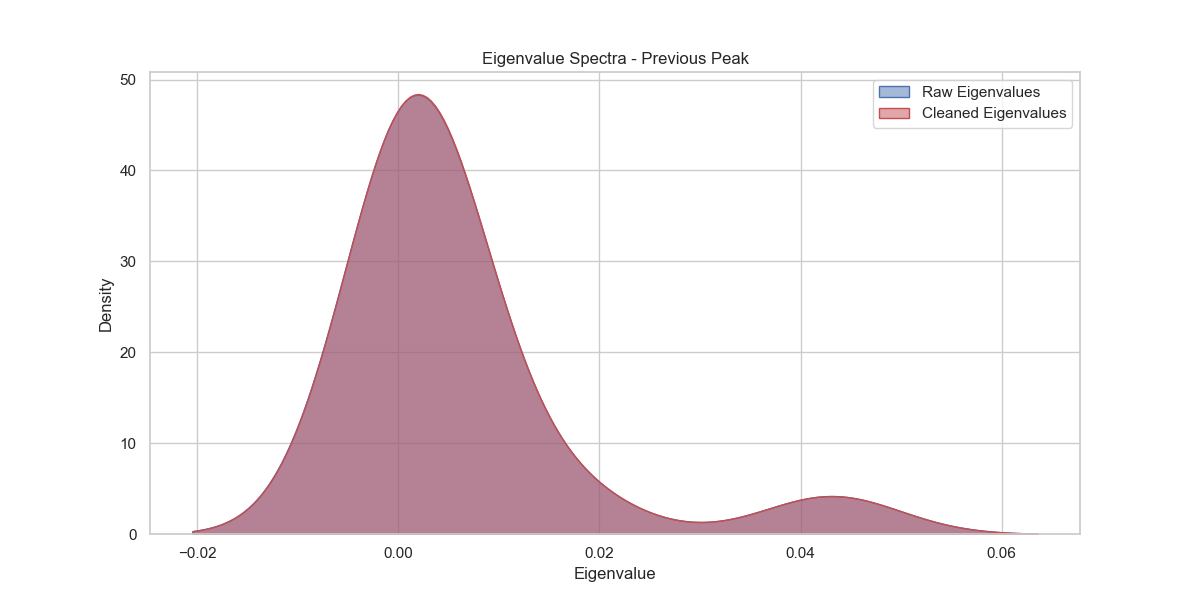 Eigenvalue Spectra - Previous Peak
Raw Eigenvalues
Cleaned Eigenvalues
Density
50
40
30
20
10
0
−0.02 0.00 0.02 0.04 0.06
Eigenvalue